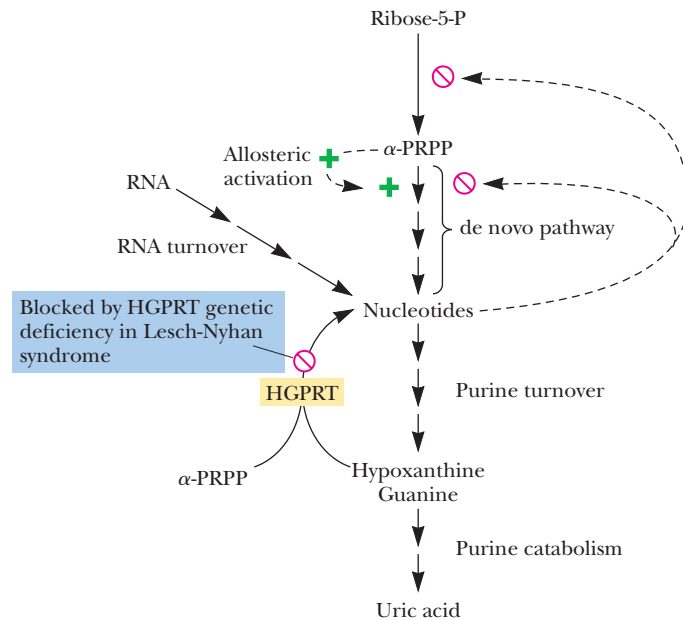 Ribose-5-P
α-PRPP
Allosteric
activation
RNA
RNA turnover
de novo pathway
Nucleotides
Blocked by HGPRT genetic
deficiency in Lesch-Nyhan
syndrome
HGPRT
Purine turnover
α-PRPP
Hypoxanthine
Guanine
Purine catabolism
Uric acid